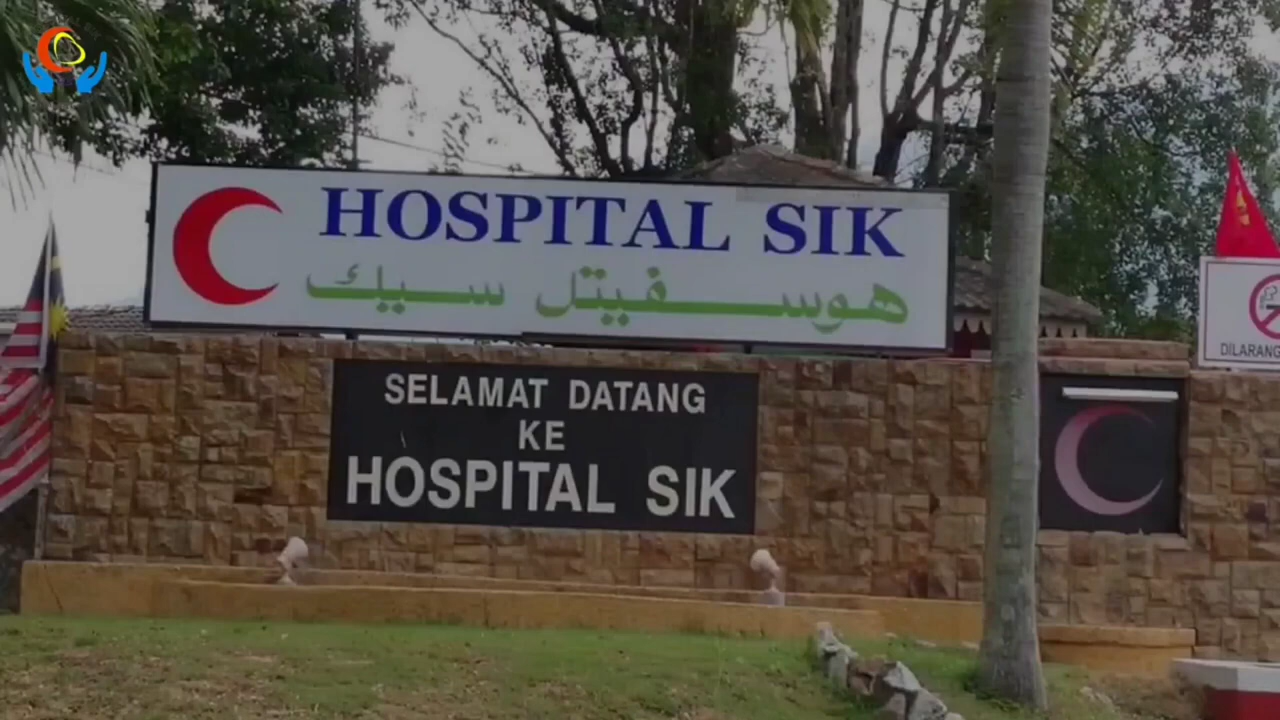 HOSPITAL SIK
هوسفيتل سيك
SELAMAT DATANG
KE
HOSPITAL SIK
DILARANG